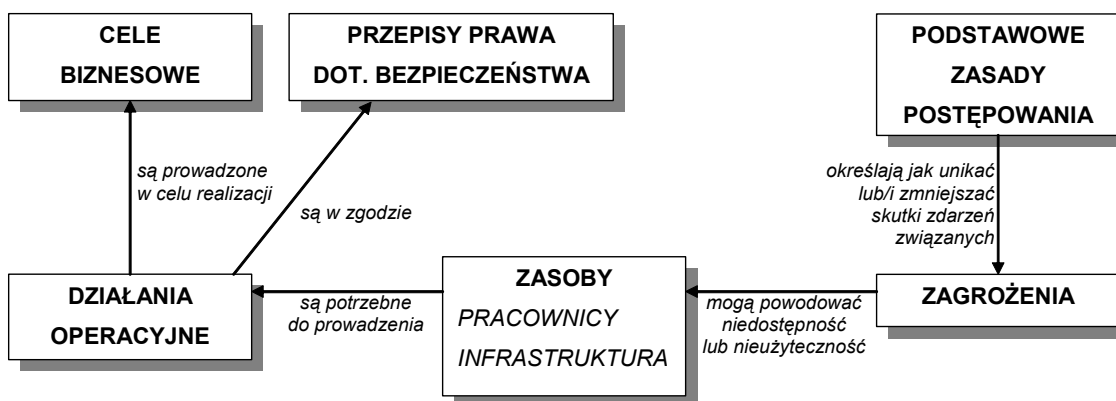 CELE
BIZNESOWE
PRZEPISY PRAWA
DOT. BEZPIECZEŃSTWA
PODSTAWOWE
ZASADY
POSTĘPOWANIA
są prowadzone
w celu realizacji
są w zgodzie
określają jak unikać
lub/i zmniejszać
skutki zdarzeń
związanych
DZIAŁANIA
OPERACYJNE
są potrzebne
do prowadzenia
ZASOBY
PRACOWNICY
INFRASTRUKTURA
mogą powodować
niedostępność
lub nieużyteczność
ZAGROŻENIA